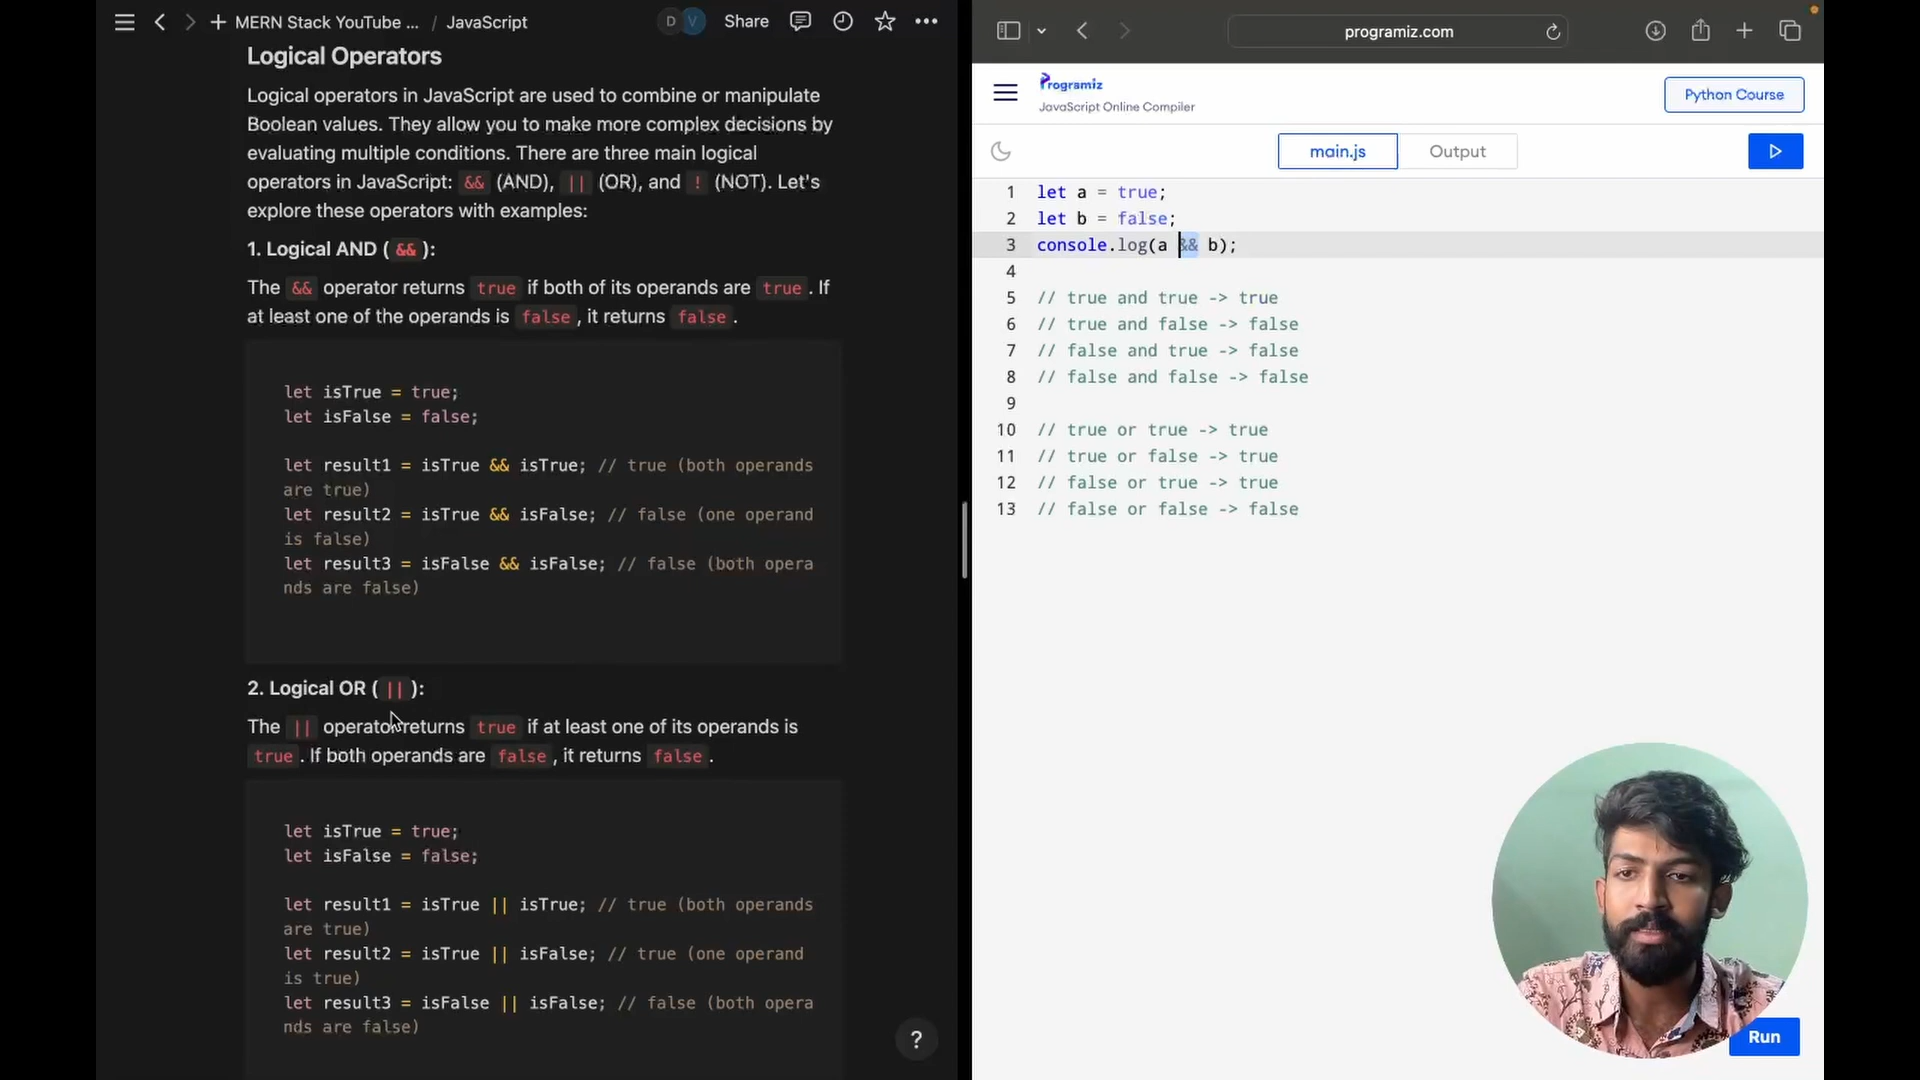 MERN Stack YouTube ... / JavaScript
D V Share
Logical Operators
Logical operators in JavaScript are used to combine or manipulate
Boolean values. They allow you to make more complex decisions by
evaluating multiple conditions. There are three main logical
operators in JavaScript: && (AND), || (OR), and ! (NOT). Let's
explore these operators with examples:
1. Logical AND ( && ):
The && operator returns true if both of its operands are true . If
at least one of the operands is false , it returns false .
let isTrue = true;
let isFalse = false;
let result1 = isTrue && isTrue; // true (both operands
are true)
let result2 = isTrue && isFalse; // false (one operand
is false)
let result3 = isFalse && isFalse; // false (both opera
nds are false)
2. Logical OR ( || ):
The || operator returns true if at least one of its operands is
true . If both operands are false , it returns false .
let isTrue = true;
let isFalse = false;
let result1 = isTrue || isTrue; // true (both operands
are true)
let result2 = isTrue || isFalse; // true (one operand
is true)
let result3 = isFalse || isFalse; // false (both opera
nds are false)
?
programiz.com
Programiz
JavaScript Online Compiler
Python Course
main.js
Output
1 let a = true;
2 let b = false;
3 console.log(a && b);
4
5 // true and true -> true
6 // true and false -> false
7 // false and true -> false
8 // false and false -> false
9
10 // true or true -> true
11 // true or false -> true
12 // false or true -> true
13 // false or false -> false
Run